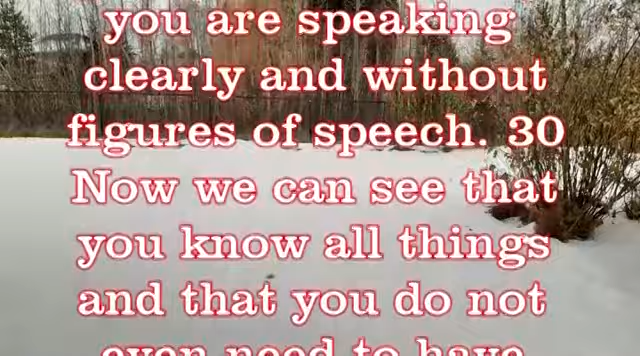 you are speaking
clearly and without
figures of speech. 30
Now we can see that
you know all things
and that you do not
even need to have